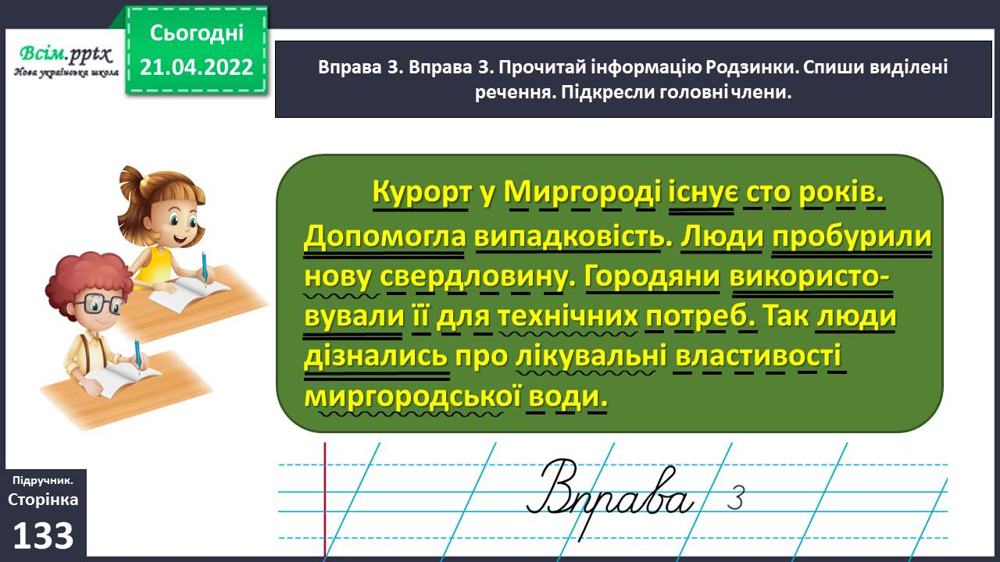 Всім.pptx
Нова українська школа
Сьогодні
21.04.2022
Вправа 3. Вправа 3. Прочитай інформацію Родзинки. Спиши виділені
речення. Підкресли головні члени.
Курорт у Миргороді існує сто років.
Допомогла випадковість. Люди пробурили
нову свердловину. Городяни використо-
вували її для технічних потреб. Так люди
дізнались про лікувальні властивості
миргородської води.
Вправа 3
Підручник.
Сторінка
133